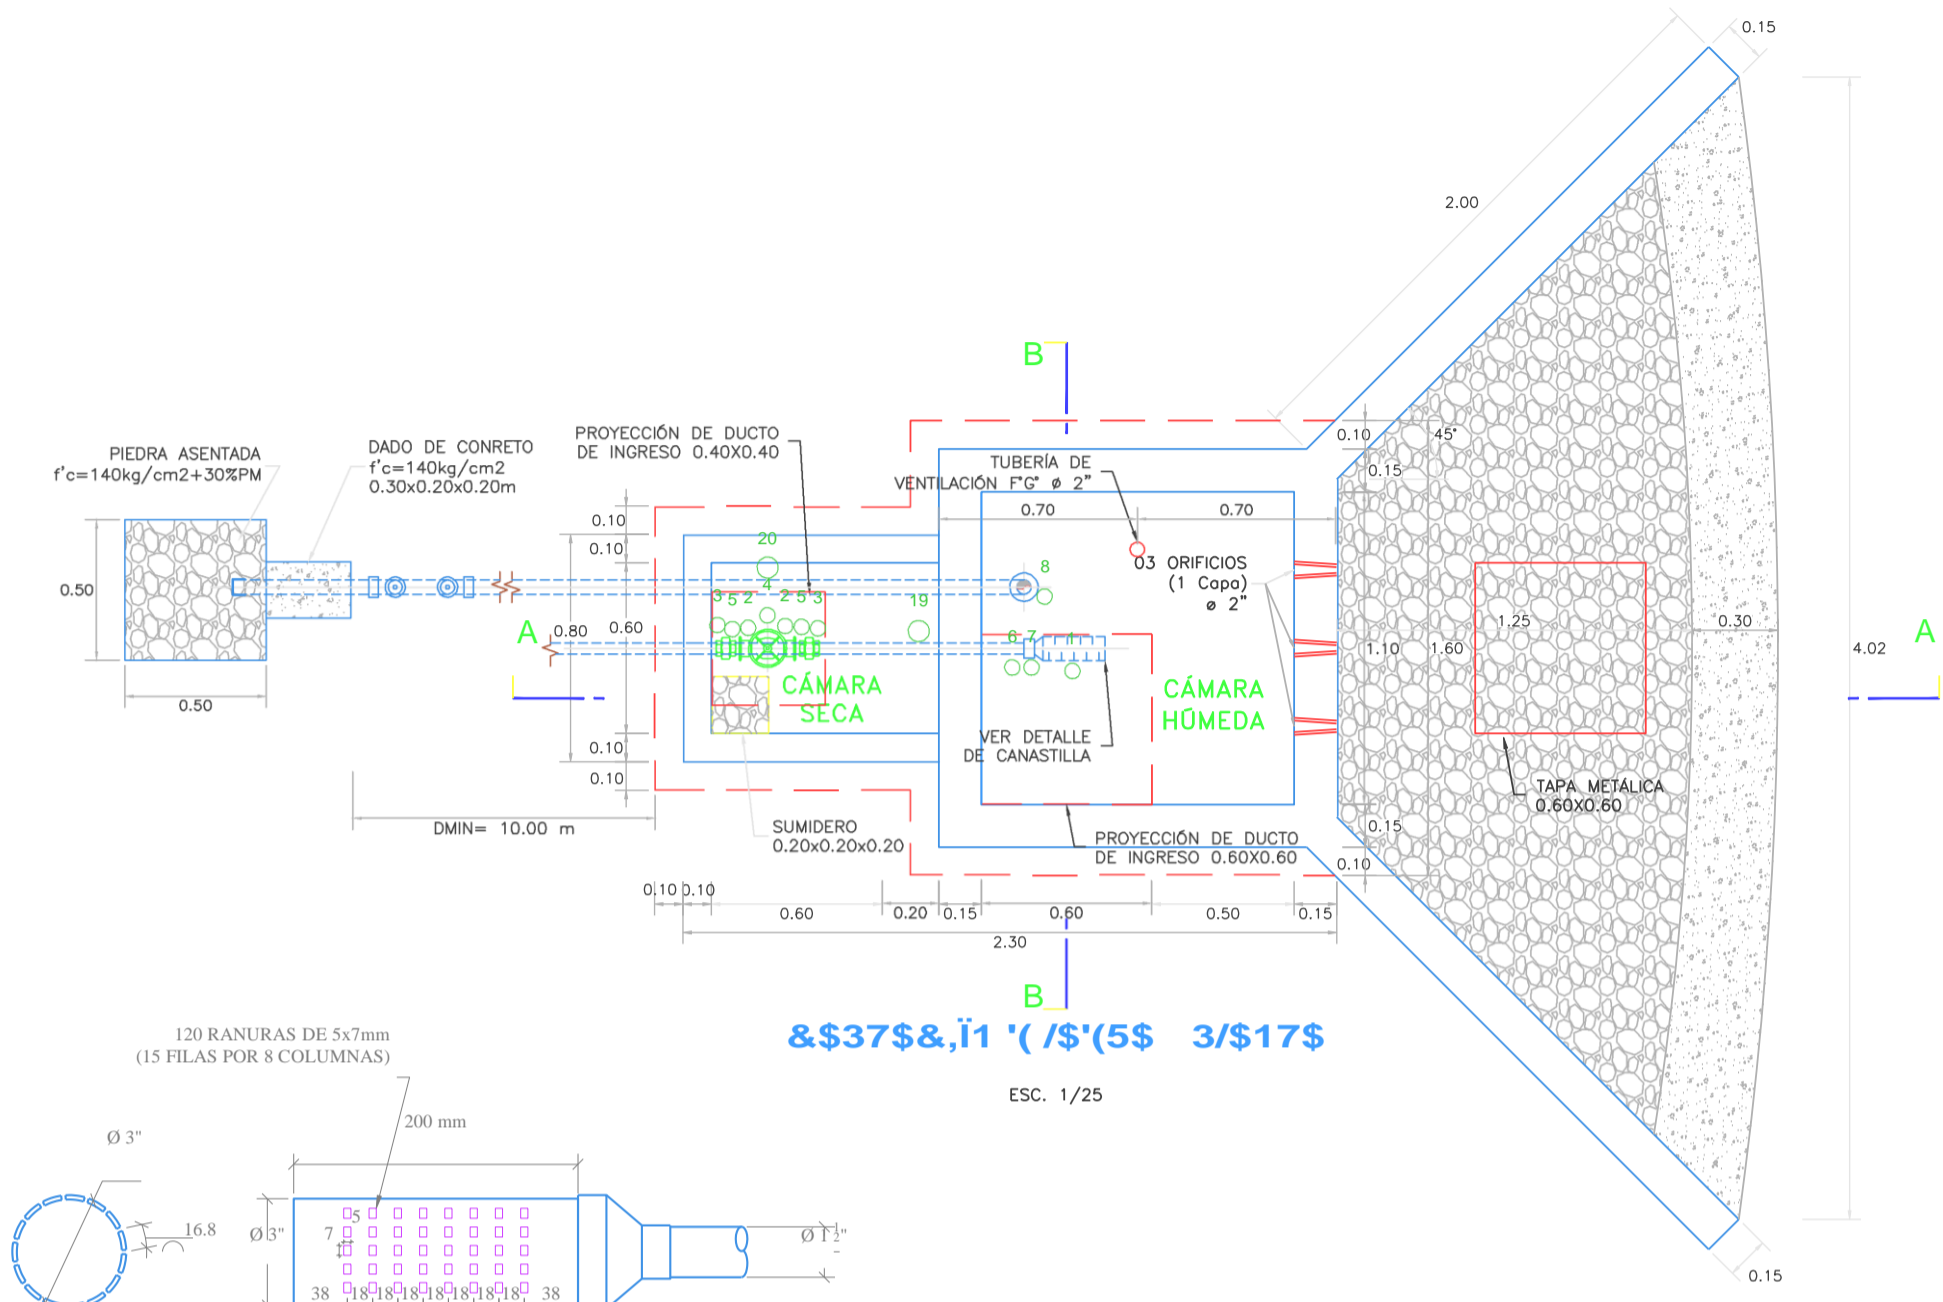 0.15
2.00
4.02
B
0.10
45°
0.15
PIEDRA ASENTADA
f'c=140kg/cm2+30%PM
DADO DE CONRETO
f'c=140kg/cm2
0.30x0.20x0.20m
PROYECCIÓN DE DUCTO
DE INGRESO 0.40X0.40
TUBERÍA DE
VENTILACIÓN F°G° ø 2"
0.70
0.70
0.10
0.10
20
4
3 5 2
2 5 3
19
8
6 7
1
03 ORIFICIOS
(1 Capa)
ø 2"
0.50
0.50
A
0.80
0.60
CÁMARA
SECA
CÁMARA
HÚMEDA
1.10
1.60
1.25
0.30
A
VER DETALLE
DE CANASTILLA
TAPA METÁLICA
0.60X0.60
0.10
0.10
DMIN= 10.00 m
SUMIDERO
0.20x0.20x0.20
PROYECCIÓN DE DUCTO
DE INGRESO 0.60X0.60
0.15
0.10
0.10 0.10
0.60
0.20
0.15
0.60
0.50
0.15
2.30
B
&$37$&,Ï1 '( /$'(5$ 3/$17$
ESC. 1/25
120 RANURAS DE 5x7mm
(15 FILAS POR 8 COLUMNAS)
200 mm
Ø 3"
16.8
Ø 3"
5
7
38 18 18 18 18 18 18 18 38
Ø 1 1/2"
0.15